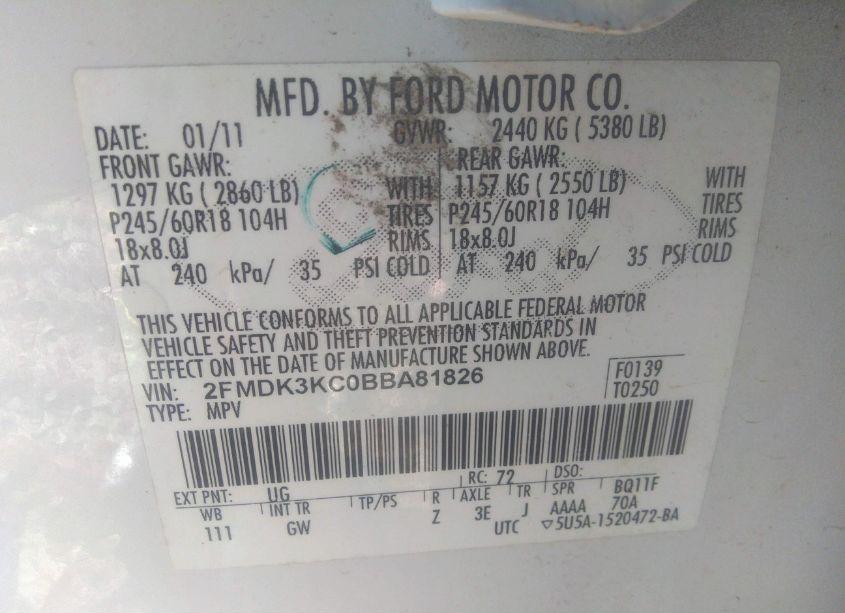 MFD. BY FORD MOTOR CO.
DATE: 01/11 GVWR: 2440 KG ( 5380 LB)
FRONT GAWR: REAR GAWR:
1297 KG ( 2860 LB) WITH 1157 KG ( 2550 LB) WITH
P245/60R18 104H TIRES P245/60R18 104H TIRES
18x8.0J RIMS 18x8.0J RIMS
AT 240 kPa/ 35 PSI COLD AT 240 kPa/ 35 PSI COLD
THIS VEHICLE CONFORMS TO ALL APPLICABLE FEDERAL MOTOR
VEHICLE SAFETY AND THEFT PREVENTION STANDARDS IN
EFFECT ON THE DATE OF MANUFACTURE SHOWN ABOVE.
VIN: 2FMDK3KC0BBA81826 F0139
TYPE: MPV T0250
RC: 72 DSO:
EXT PNT: UG
WB INT TR TP/PS R AXLE TR SPR BQ11F
111 GW Z 3E J AAAA 70A
UTC ▽5U5A-1520472-BA